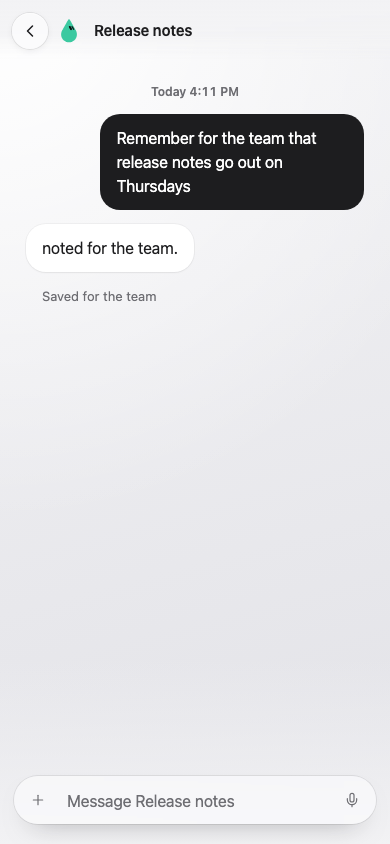 Release notes
Today 4:11 PM
Remember for the team that
release notes go out on
Thursdays
noted for the team.
Saved for the team
Message Release notes